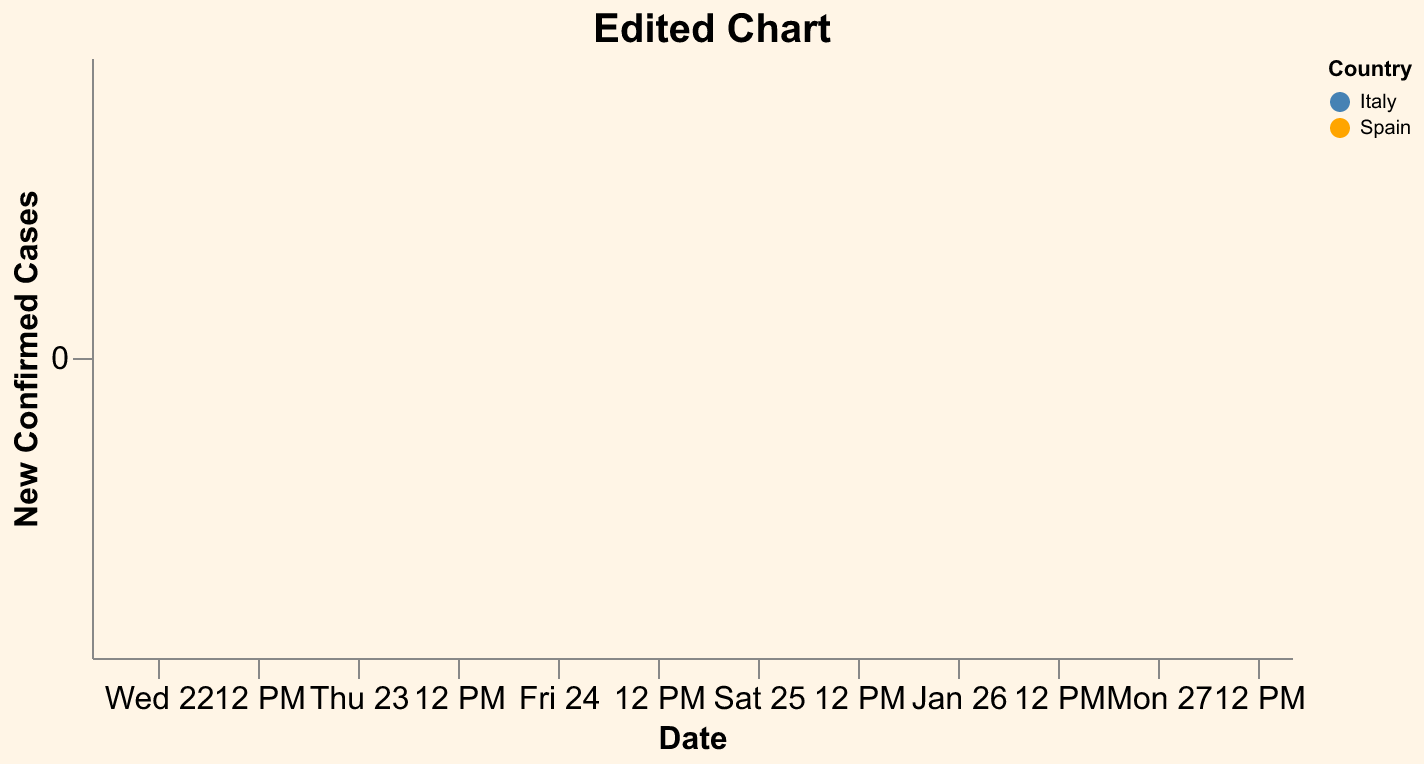 Edited Chart
Country
Italy
Spain
New Confirmed Cases
0
Wed 22 12 PM Thu 23 12 PM Fri 24 12 PM Sat 25 12 PM Jan 26 12 PM Mon 27 12 PM
Date